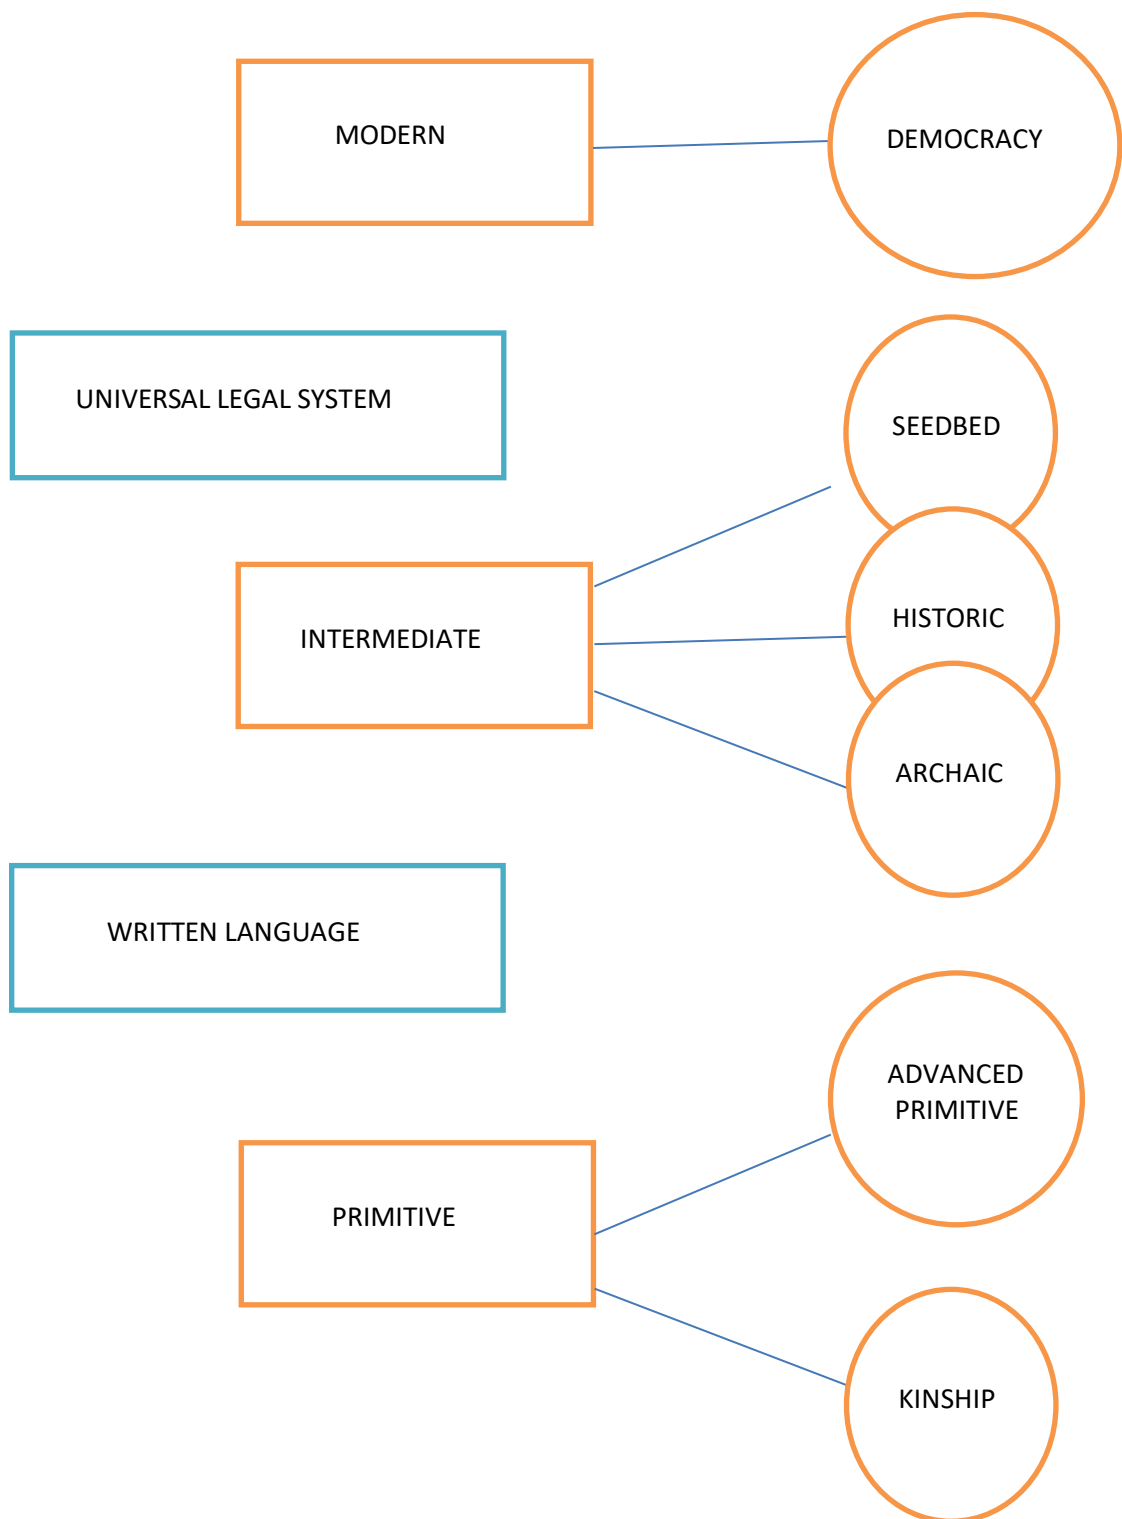 MODERN
DEMOCRACY
UNIVERSAL LEGAL SYSTEM
SEEDBED
HISTORIC
INTERMEDIATE
ARCHAIC
WRITTEN LANGUAGE
ADVANCED
PRIMITIVE
PRIMITIVE
KINSHIP